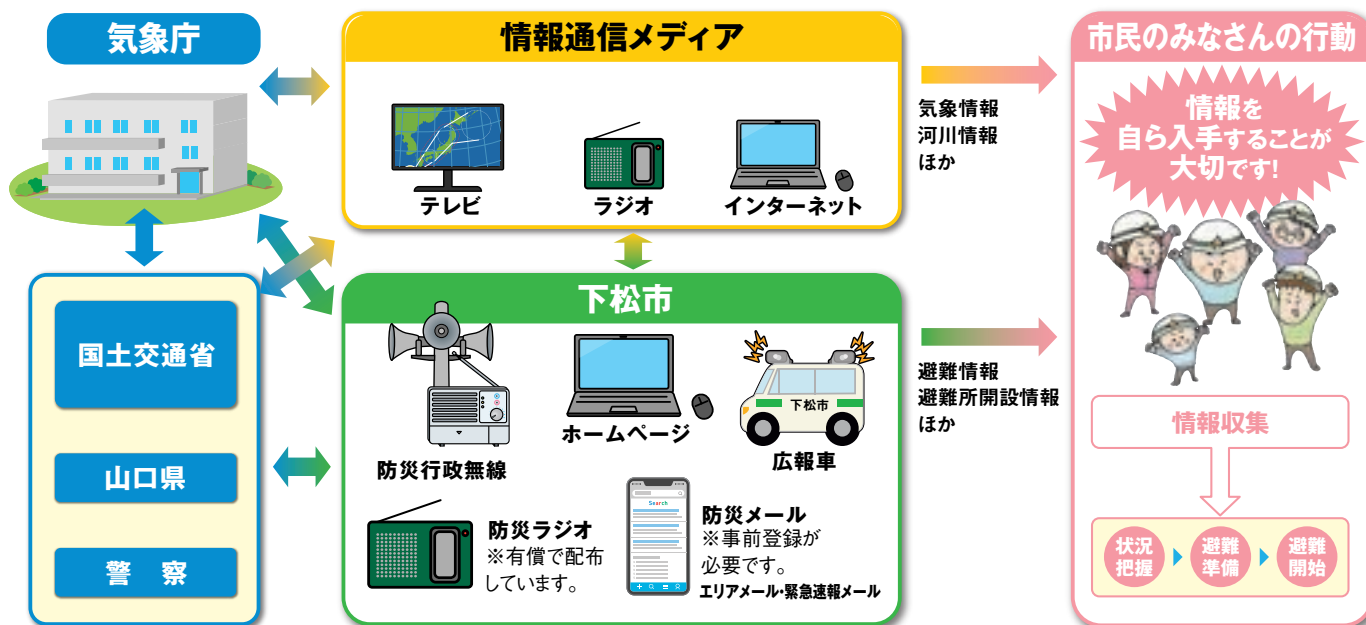 気象庁
国土交通省
山口県
警　察
情報通信メディア
テレビ
ラジオ
インターネット
下松市
防災行政無線
ホームページ
下松市
広報車
防災ラジオ
※有償で配布
しています。
Search
防災メール
※事前登録が
必要です。
エリアメール・緊急速報メール
気象情報
河川情報
ほか
避難情報
避難所開設情報
ほか
市民のみなさんの行動
情報を
自ら入手することが
大切です!
情報収集
状況
把握
避難
準備
避難
開始